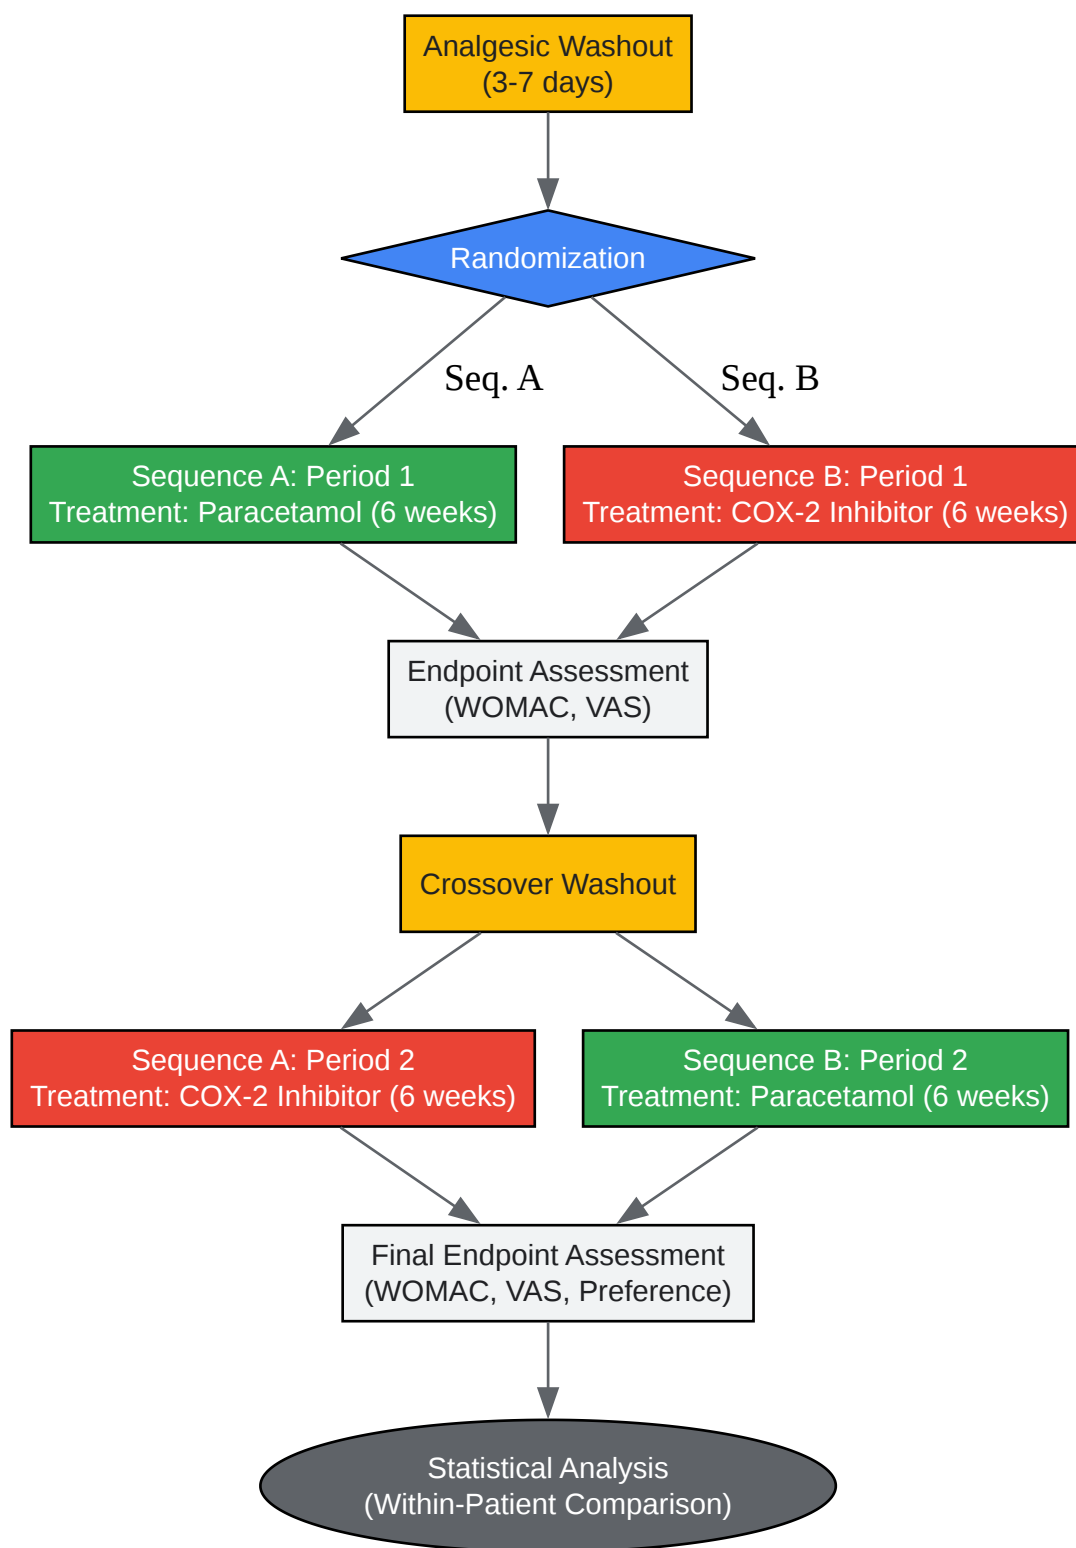 Analgesic Washout
(3-7 days)
Randomization
Seq. A
Seq. B
Sequence A: Period 1
Treatment: Paracetamol (6 weeks)
Sequence B: Period 1
Treatment: COX-2 Inhibitor (6 weeks)
Endpoint Assessment
(WOMAC, VAS)
Crossover Washout
Sequence A: Period 2
Treatment: COX-2 Inhibitor (6 weeks)
Sequence B: Period 2
Treatment: Paracetamol (6 weeks)
Final Endpoint Assessment
(WOMAC, VAS, Preference)
Statistical Analysis
(Within-Patient Comparison)